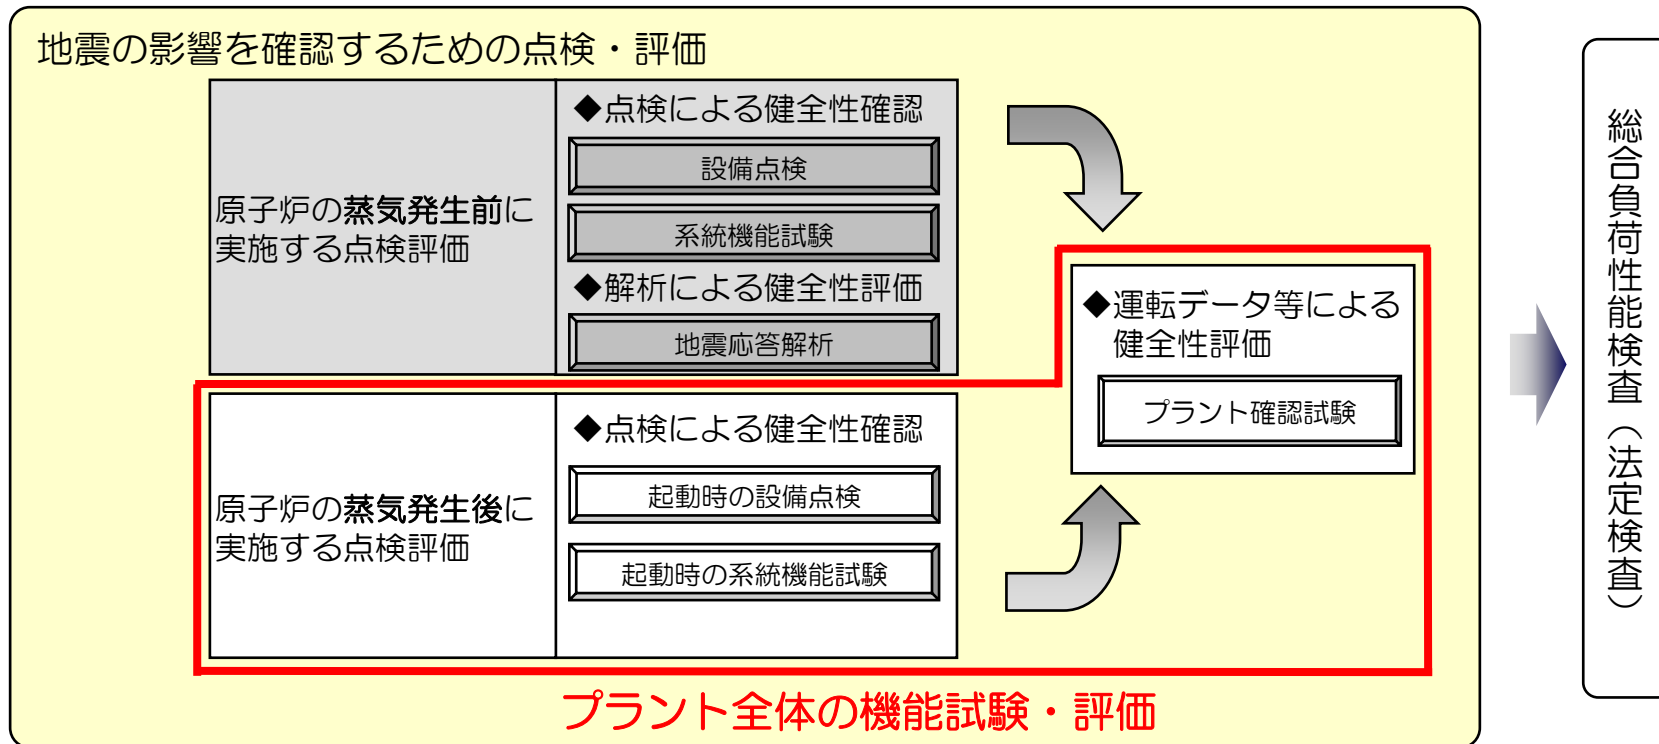 地震の影響を確認するための点検・評価
原子炉の蒸気発生前に
実施する点検評価
◆点検による健全性確認
設備点検
系統機能試験
◆解析による健全性評価
地震応答解析
原子炉の蒸気発生後に
実施する点検評価
◆点検による健全性確認
起動時の設備点検
起動時の系統機能試験
◆運転データ等による
健全性評価
プラント確認試験
プラント全体の機能試験・評価
総合負荷性能検査（法定検査）